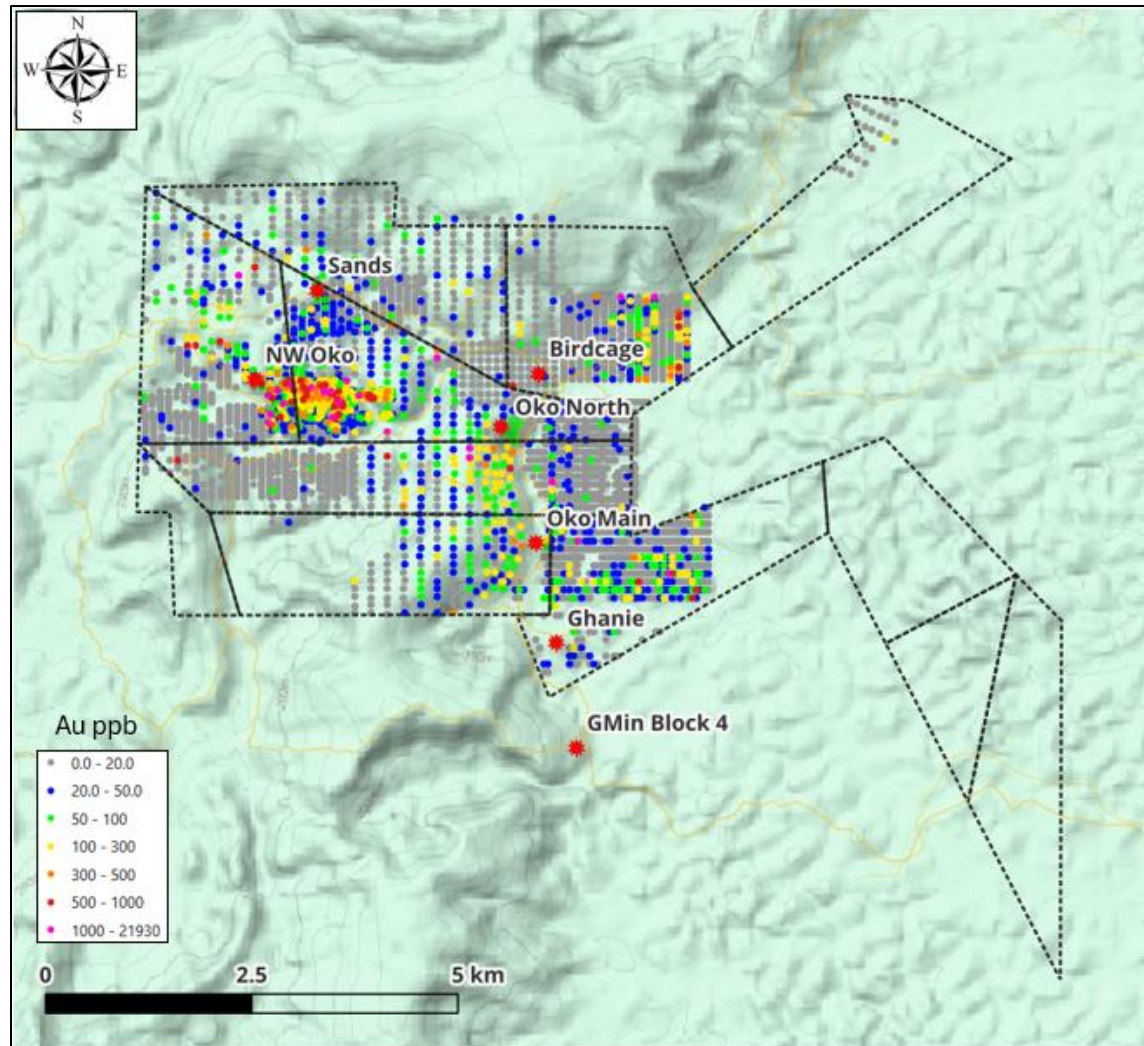 N
W E
S
Sands
NW Oko
Birdcage
Oko North
Oko Main
Ghanie
GMin Block 4
Au ppb
0.0 - 20.0
20.0 - 50.0
50 - 100
100 - 300
300 - 500
500 - 1000
1000 - 21930
0 2.5 5 km